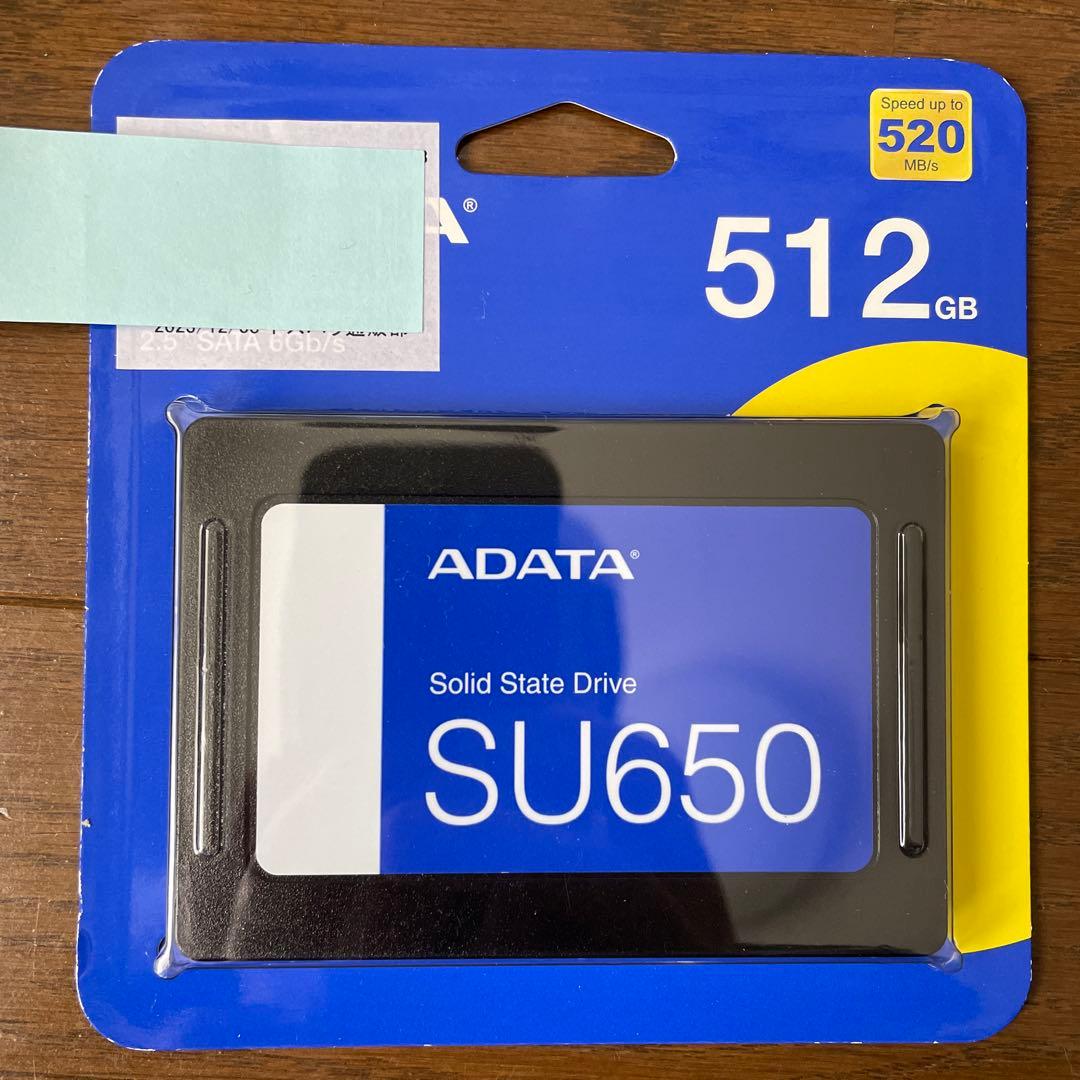 Speed up to
520
MB/s
A®
512GB
2.5" SATA 6Gb/s
ADATA®
Solid State Drive
SU650